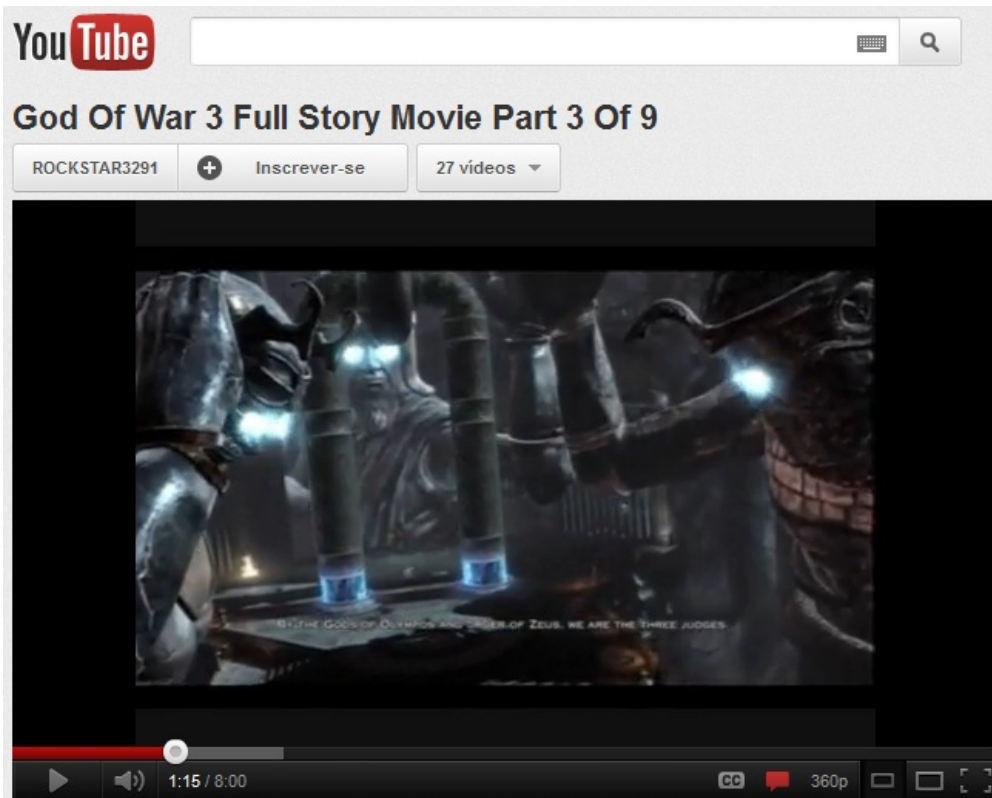 YouTube
God Of War 3 Full Story Movie Part 3 Of 9
ROCKSTAR3291 Inscrever-se 27 vídeos
BY THE GODS OF OLYMPUS AND ORDER OF ZEUS, WE ARE THE THREE JUDGES
1:15 / 8:00 CC 360p